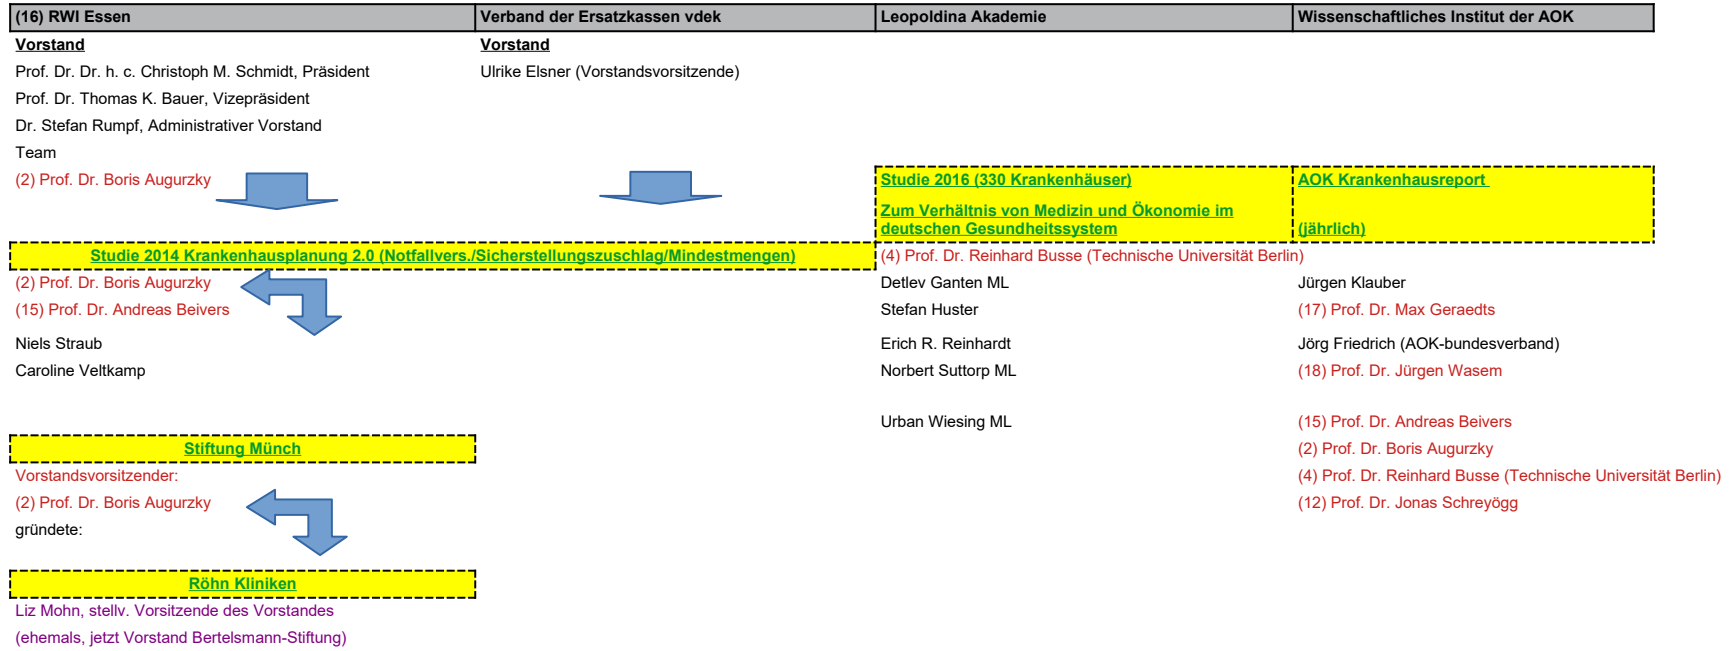 (16) RWI Essen
Verband der Ersatzkassen vdek
Leopoldina Akademie
Wissenschaftliches Institut der AOK
Vorstand
Vorstand
Prof. Dr. Dr. h. c. Christoph M. Schmidt, Präsident
Ulrike Elsner (Vorstandsvorsitzende)
Prof. Dr. Thomas K. Bauer, Vizepräsident
Dr. Stefan Rumpf, Administrativer Vorstand
Team
(2) Prof. Dr. Boris Augurzky
Studie 2016 (330 Krankenhäuser)
AOK Krankenhausreport
Zum Verhältnis von Medizin und Ökonomie im
deutschen Gesundheitssystem
(jährlich)
Studie 2014 Krankenhausplanung 2.0 (Notfallvers./Sicherstellungszuschlag/Mindestmengen)
(4) Prof. Dr. Reinhard Busse (Technische Universität Berlin)
(2) Prof. Dr. Boris Augurzky
Detlev Ganten ML
Jürgen Klauber
(15) Prof. Dr. Andreas Beivers
Stefan Huster
(17) Prof. Dr. Max Geraedts
Niels Straub
Erich R. Reinhardt
Jörg Friedrich (AOK-bundesverband)
Caroline Veltkamp
Norbert Suttorp ML
(18) Prof. Dr. Jürgen Wasem
Urban Wiesing ML
(15) Prof. Dr. Andreas Beivers
Stiftung Münch
(2) Prof. Dr. Boris Augurzky
Vorstandsvorsitzender:
(4) Prof. Dr. Reinhard Busse (Technische Universität Berlin)
(2) Prof. Dr. Boris Augurzky
(12) Prof. Dr. Jonas Schreyögg
gründete:
Röhn Kliniken
Liz Mohn, stellv. Vorsitzende des Vorstandes
(ehemals, jetzt Vorstand Bertelsmann-Stiftung)